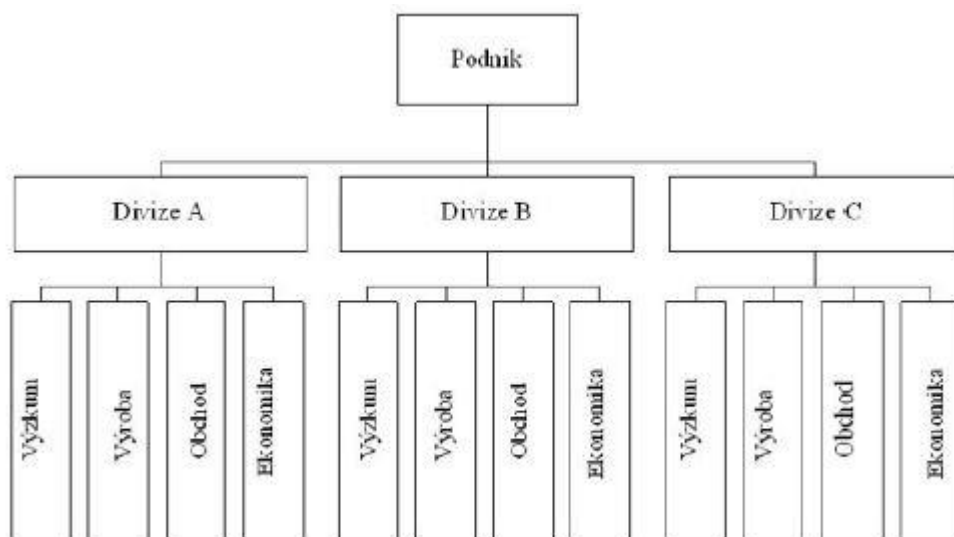 Podnik
Divize A
Divize B
Divize C
Výzkum
Výroba
Obchod
Ekonomika
Výzkum
Výroba
Obchod
Ekonomika
Výzkum
Výroba
Obchod
Ekonomika